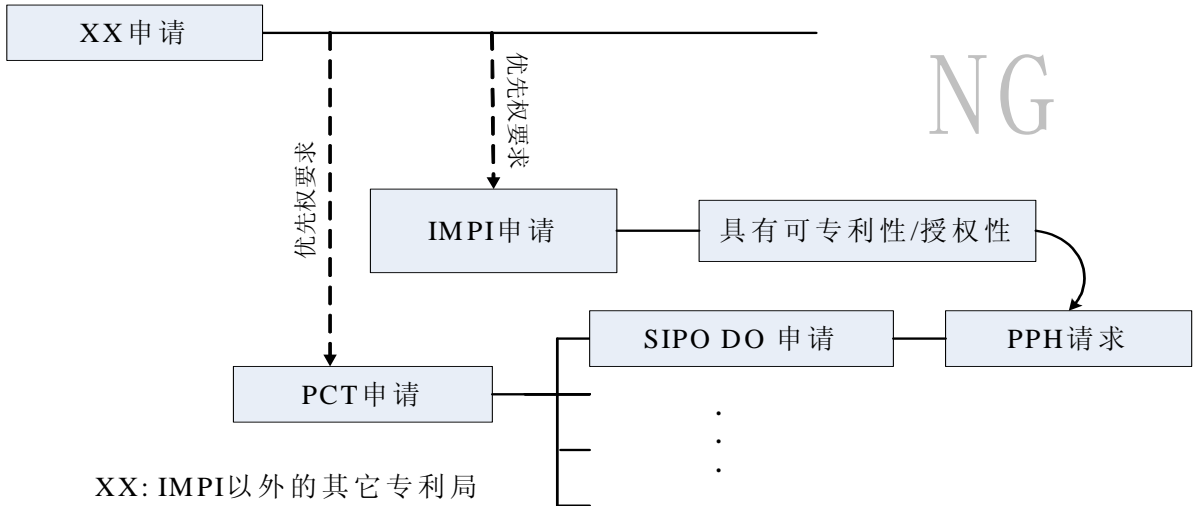 XX申请
NG
优先权要求
优先权要求
IMPI申请
具有可专利性/授权性
SIPO DO 申请
PPH请求
PCT申请
XX: IMPI以外的其它专利局